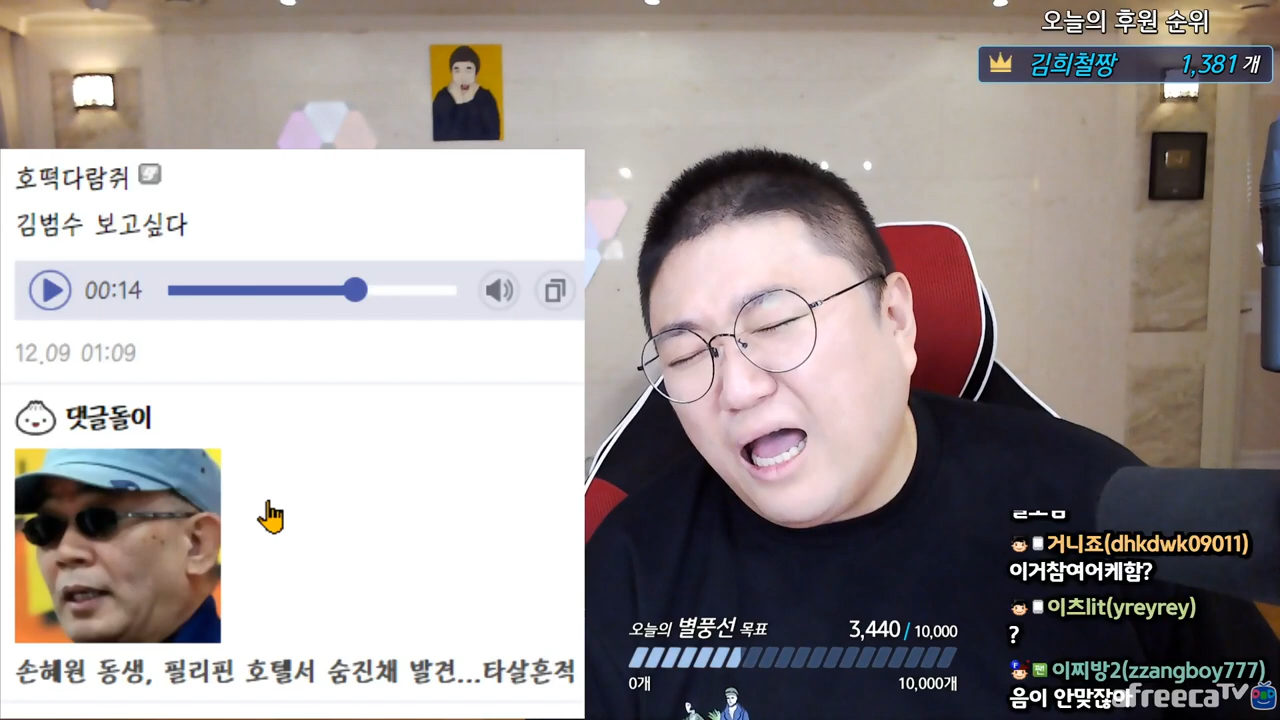 오늘의 후원 순위
김희철짱 1,381 개
호떡다람쥐
김범수 보고싶다
00:14
12.09 01:09
댓글돌이
손혜원 동생, 필리핀 호텔서 숨진채 발견...타살흔적
거니죠(dhkdwk09011)
이거참여어케함?
이츠lit(yreyrey)
?
이찌방2(zzangboy777)
음이 안맞잖아
오늘의 별풍선 목표 3,440 / 10,000
0개 10,000개
afreecaTV